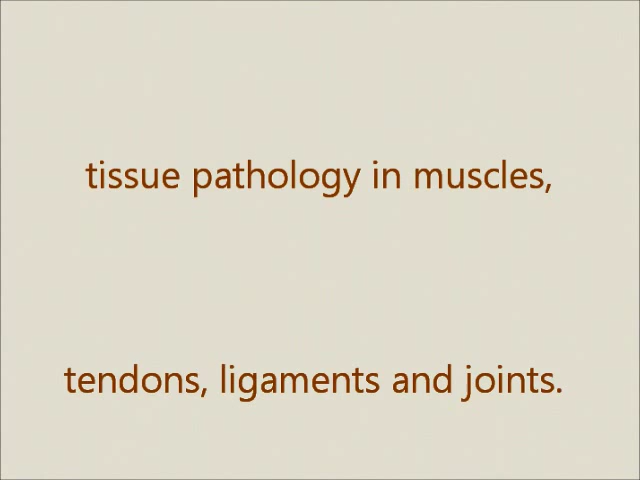 tissue pathology in muscles,
tendons, ligaments and joints.